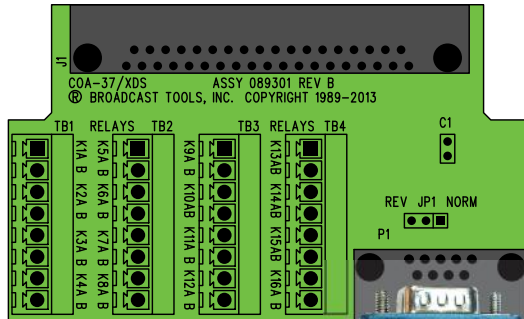 J1
COA-37/XDS ASSY 089301 REV B
® BROADCAST TOOLS, INC. COPYRIGHT 1989-2013
TB1 RELAYS TB2 TB3 RELAYS TB4
C1
K1A B K2A B K3A B K4A B
K5A B K6A B K7A B K8A B
K9A B K10AB K11A B K12A B
K13AB K14AB K15AB K16A B
REV JP1 NORM
P1